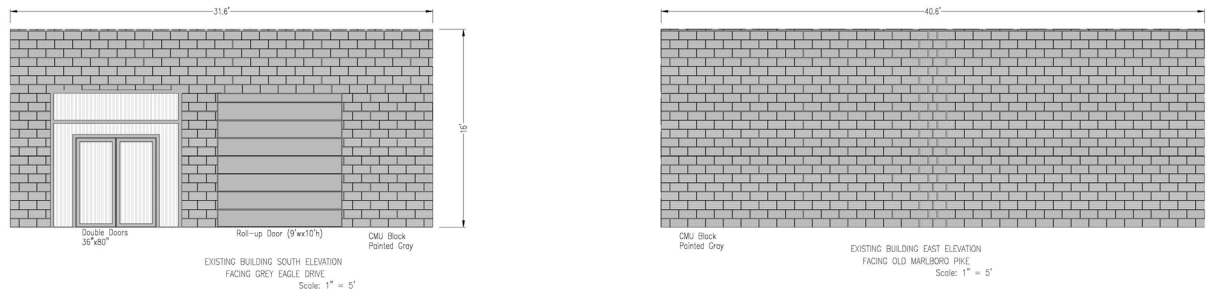 31.6'
16'
Double Doors
36"x80"
Roll-up Door (9'wx10'h)
CMU Block
Painted Gray
EXISTING BUILDING SOUTH ELEVATION
FACING GREY EAGLE DRIVE
Scale: 1" = 5'
40.6'
CMU Block
Painted Gray
EXISTING BUILDING EAST ELEVATION
FACING OLD MARLBORO PIKE
Scale: 1" = 5'